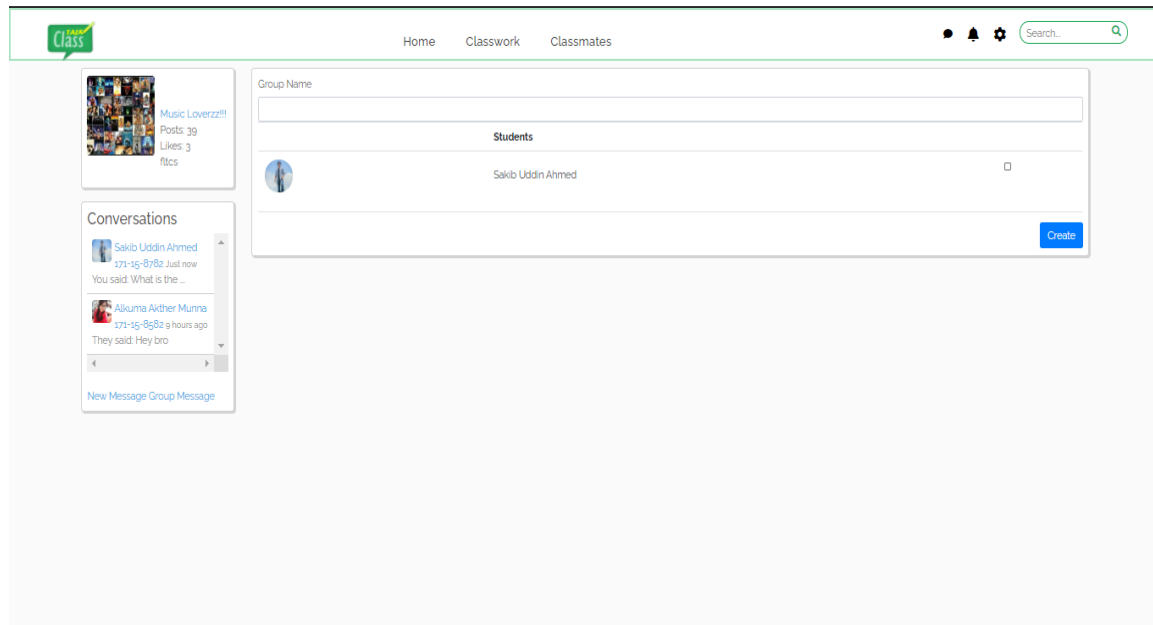 TALK
Class
Home Classwork Classmates
Search...
Music Loverzz!!!
Posts: 39
Likes: 3
Conversations
Sakib Uddin Ahmed
171-15-8782 Just now
You said: What is the ...
Alkuma Akther Munna
171-15-8582 9 hours ago
They said: Hey bro
New Message Group Message
Group Name
Students
Sakib Uddin Ahmed
Create